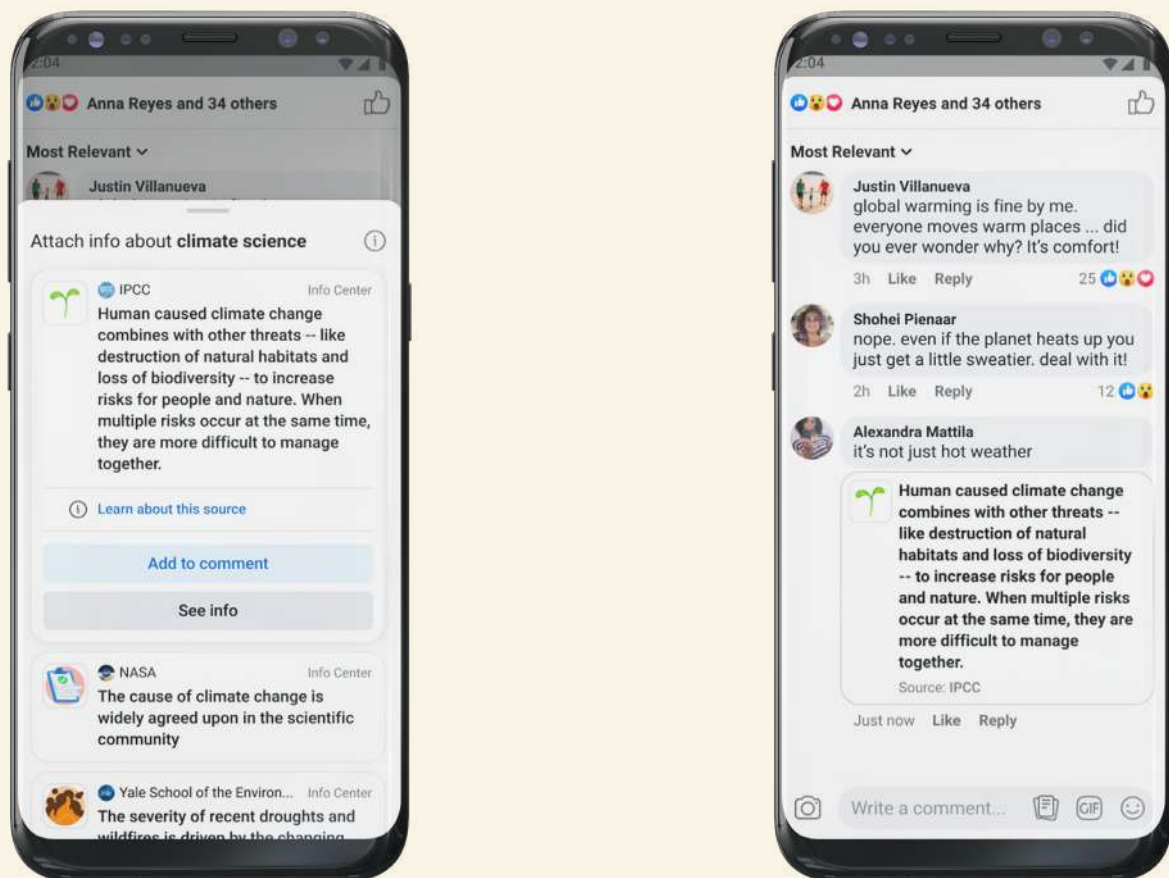 2:04
Anna Reyes and 34 others
Most Relevant
Justin Villanueva
Attach info about climate science
IPCC Info Center
Human caused climate change
combines with other threats -- like
destruction of natural habitats and
loss of biodiversity -- to increase
risks for people and nature. When
multiple risks occur at the same time,
they are more difficult to manage
together.
Learn about this source
Add to comment
See info
NASA Info Center
The cause of climate change is
widely agreed upon in the scientific
community
Yale School of the Environ... Info Center
The severity of recent droughts and
wildfires is driven by the changing
2:04
Anna Reyes and 34 others
Most Relevant
Justin Villanueva
global warming is fine by me.
everyone moves warm places ... did
you ever wonder why? It's comfort!
3h Like Reply 25
Shohei Pienaar
nope. even if the planet heats up you
just get a little sweatier. deal with it!
2h Like Reply 12
Alexandra Mattila
it's not just hot weather
Human caused climate change
combines with other threats --
like destruction of natural
habitats and loss of biodiversity
-- to increase risks for people
and nature. When multiple risks
occur at the same time, they are
more difficult to manage
together.
Source: IPCC
Just now Like Reply
Write a comment... GIF